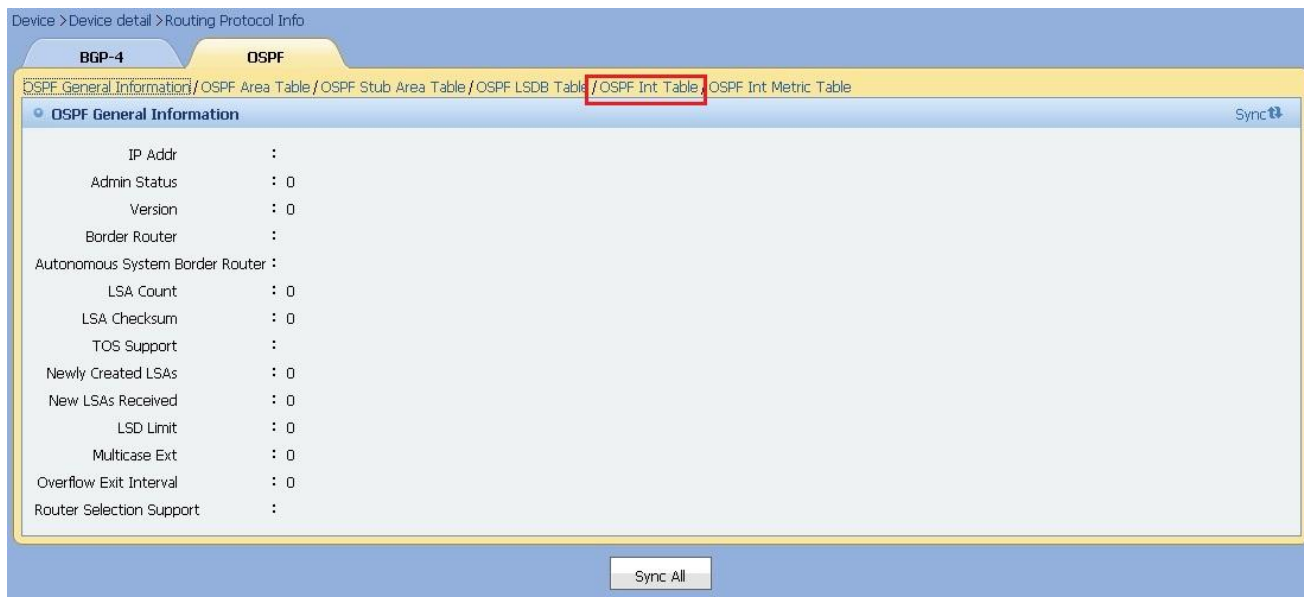 Device >Device detail >Routing Protocol Info
BGP-4 OSPF
OSPF General Information/OSPF Area Table/OSPF Stub Area Table/OSPF LSDB Table/OSPF Int Table/OSPF Int Metric Table
OSPF General Information Sync
IP Addr :
Admin Status : 0
Version : 0
Border Router :
Autonomous System Border Router :
LSA Count : 0
LSA Checksum : 0
TOS Support :
Newly Created LSAs : 0
New LSAs Received : 0
LSD Limit : 0
Multicase Ext : 0
Overflow Exit Interval : 0
Router Selection Support :
Sync All